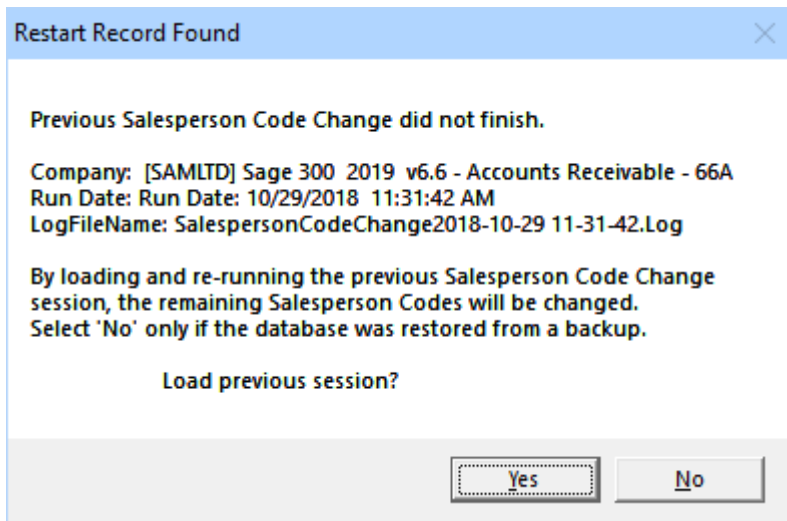 Restart Record Found
Previous Salesperson Code Change did not finish.
Company:  [SAMLTD] Sage 300  2019  v6.6 - Accounts Receivable - 66A
Run Date: Run Date: 10/29/2018  11:31:42 AM
LogFileName: SalespersonCodeChange2018-10-29 11-31-42.Log
By loading and re-running the previous Salesperson Code Change
session, the remaining Salesperson Codes will be changed.
Select 'No' only if the database was restored from a backup.
Load previous session?
Yes
No